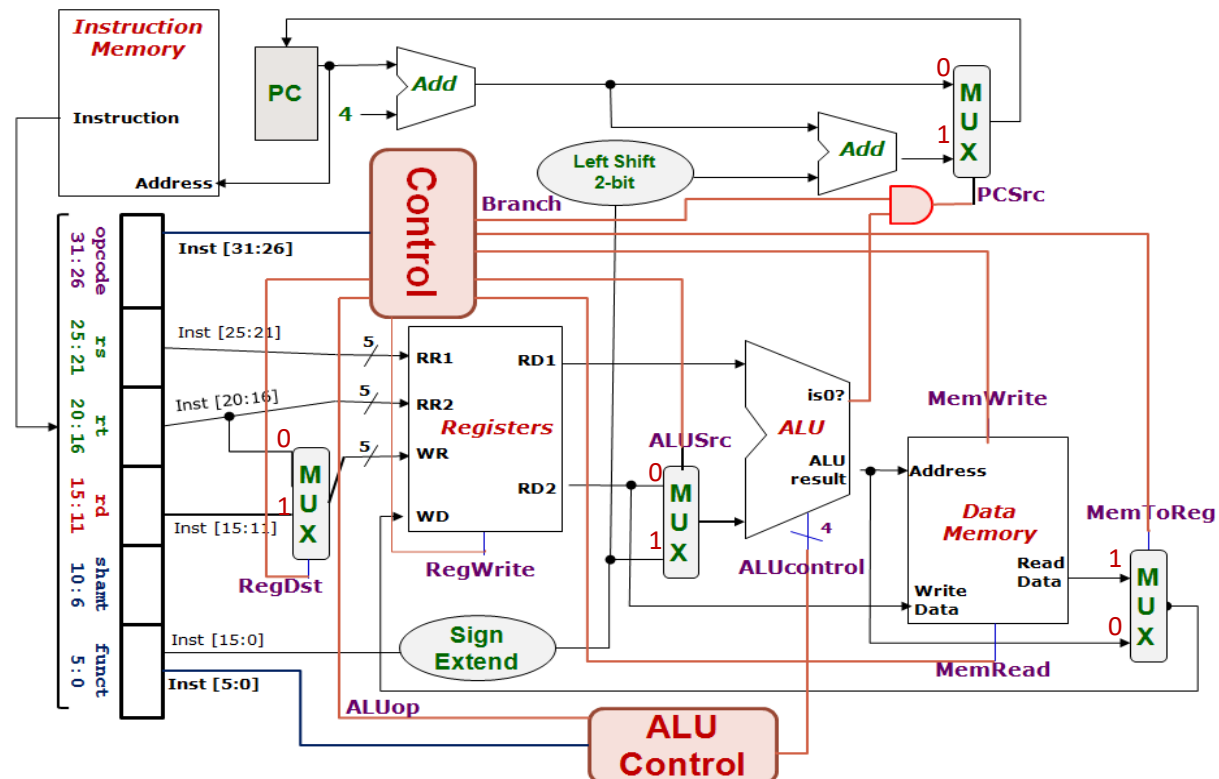 Instruction
Memory
Instruction
Address
PC
4
Add
Add
0
M
U
X
1
PCSrc
Left Shift
2-bit
Control
Branch
opcode
31:26
Inst [31:26]
rs
25:21
Inst [25:21]
5
rt
20:16
Inst [20:16]
5
rd
15:11
Inst [15:11]
5
shamt
10:6
funct
5:0
Inst [15:0]
Inst [5:0]
0
1
M
U
X
RegDst
RR1
RR2
WR
WD
Registers
RD1
RD2
RegWrite
Sign
Extend
ALUSrc
0
1
M
U
X
is0?
ALU
ALU
result
4
ALUcontrol
MemWrite
Address
Data
Memory
Read
Data
Write
Data
MemRead
MemToReg
1
0
M
U
X
ALUop
ALU
Control